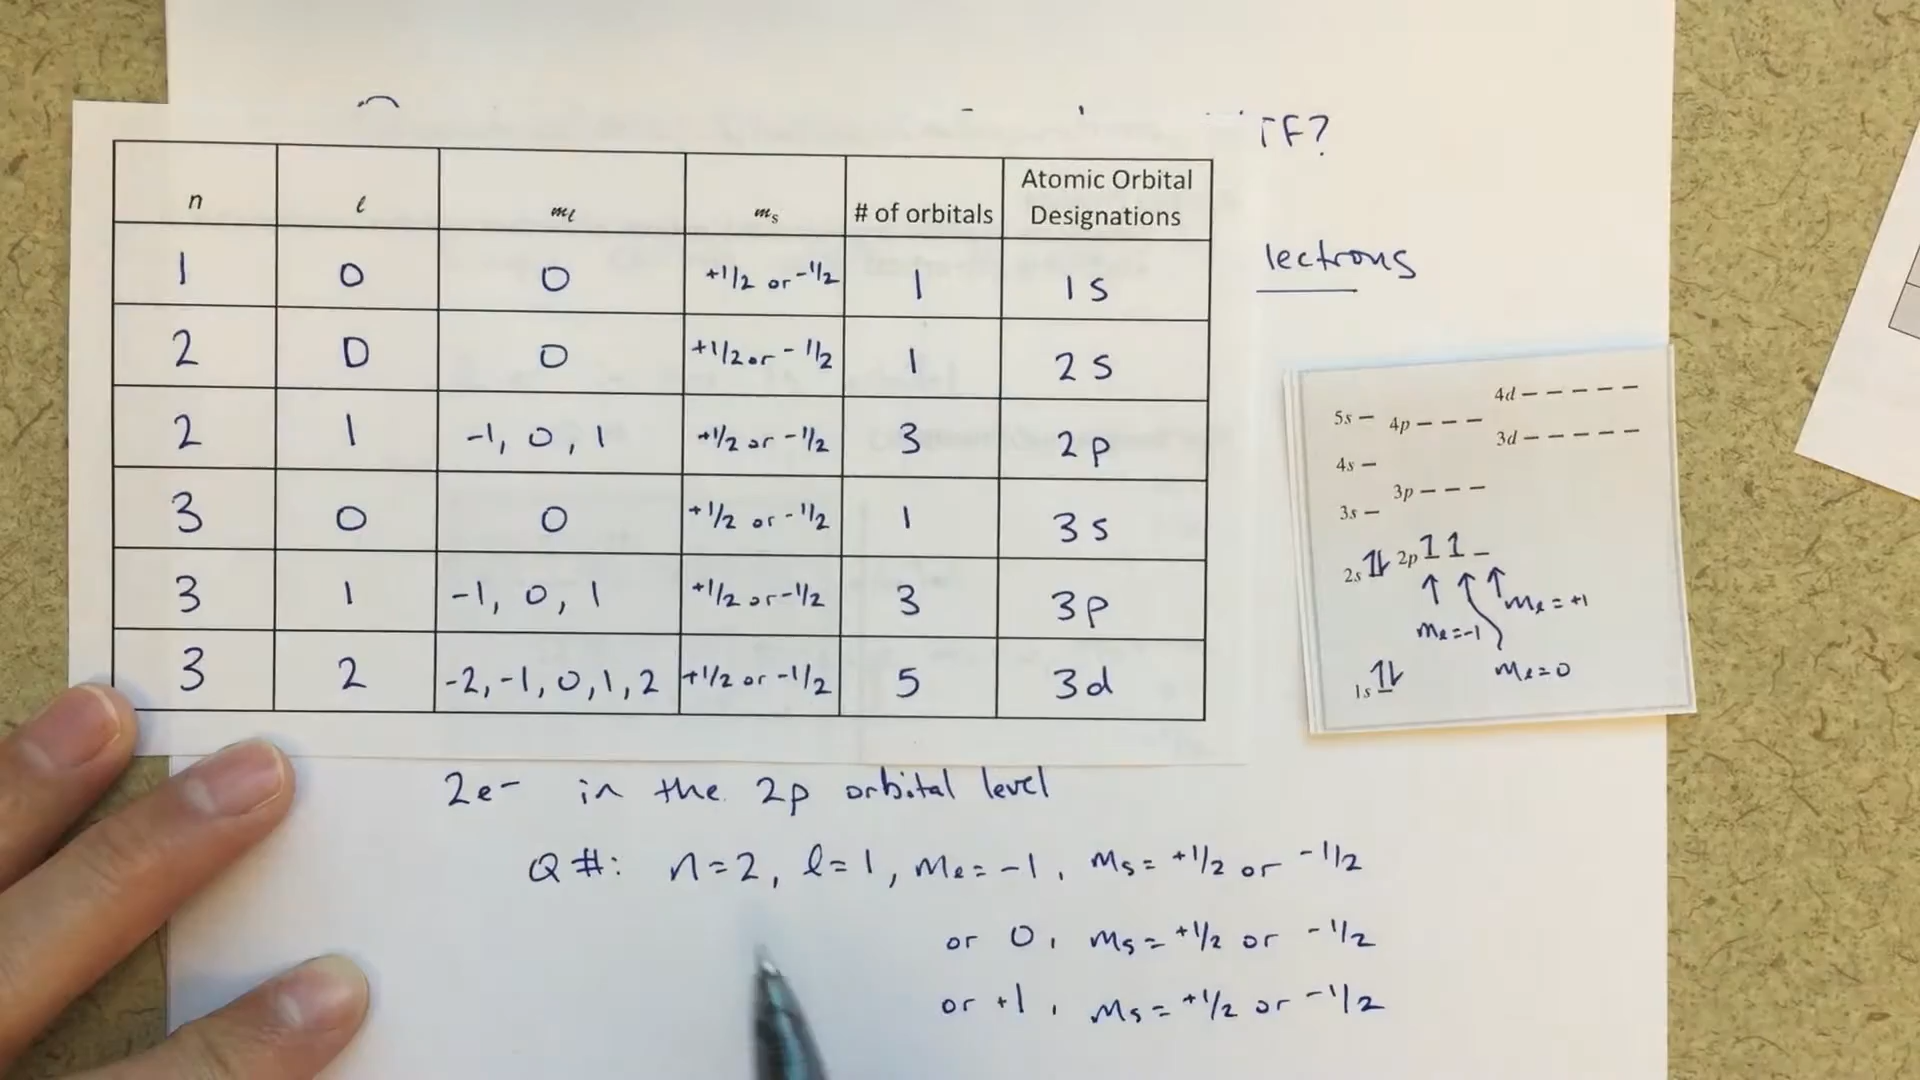 TF?
lectrons
n ℓ mℓ ms # of orbitals Atomic Orbital Designations
1 0 0 +1/2 or -1/2 1 1s
2 0 0 +1/2 or -1/2 1 2s
2 1 -1, 0, 1 +1/2 or -1/2 3 2p
3 0 0 +1/2 or -1/2 1 3s
3 1 -1, 0, 1 +1/2 or -1/2 3 3p
3 2 -2, -1, 0, 1, 2 +1/2 or -1/2 5 3d
4d
5s 4p
3d
4s
3p
3s
2s 2p
mℓ=+1
mℓ=-1
mℓ=0
1s
2e- in the 2p orbital level
Q#: n=2, ℓ=1, mℓ=-1, ms=+1/2 or -1/2
or 0, ms=+1/2 or -1/2
or +1, ms=+1/2 or -1/2